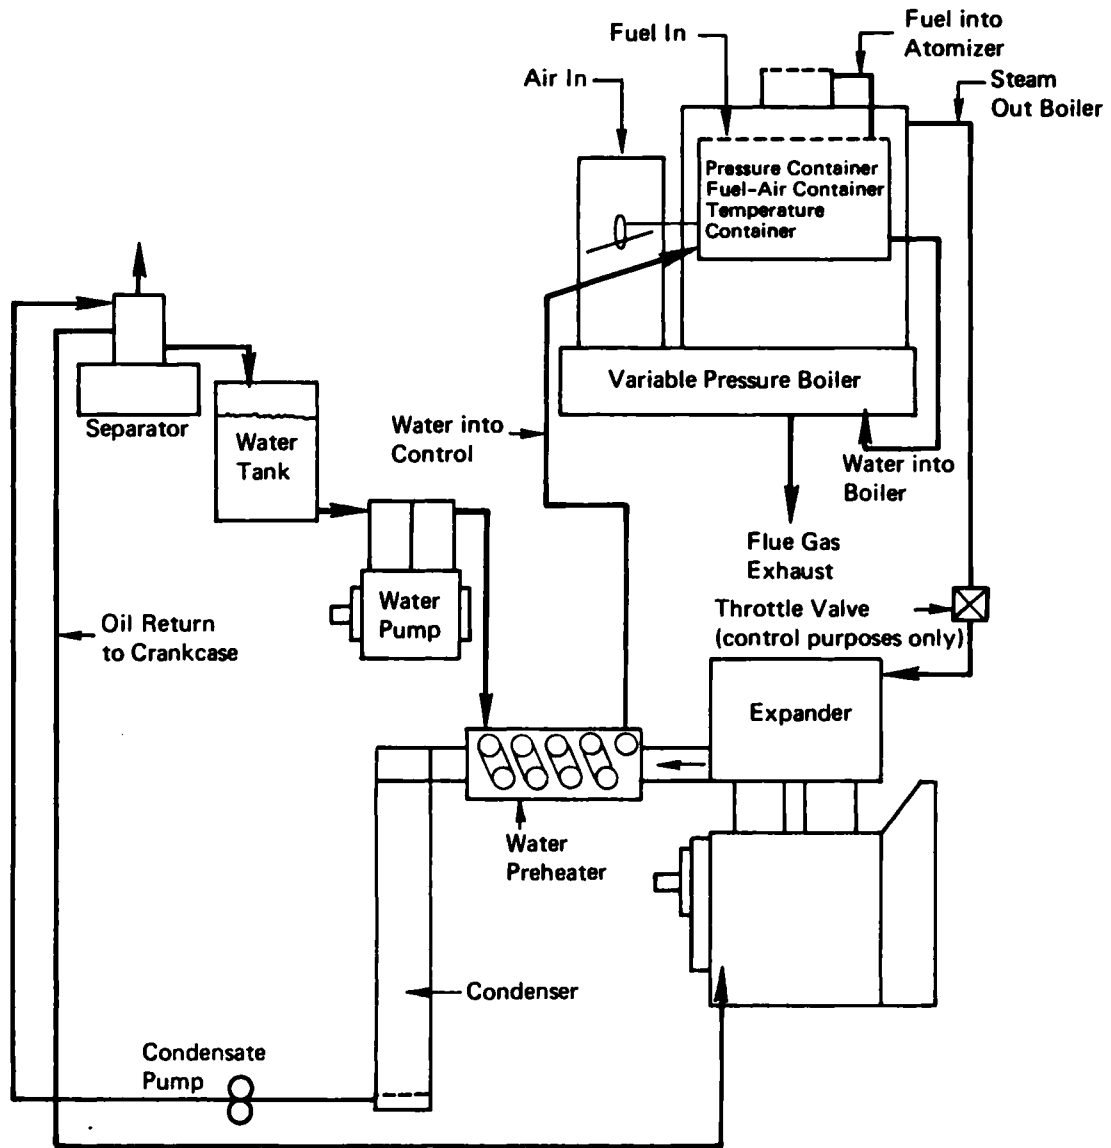 Fuel In
Fuel into
Atomizer
Air In
Steam
Out Boiler
Pressure Container
Fuel-Air Container
Temperature
Container
Variable Pressure Boiler
Separator
Water
Tank
Water into
Control
Water into
Boiler
Flue Gas
Exhaust
Water
Pump
Throttle Valve
(control purposes only)
Oil Return
to Crankcase
Expander
Water
Preheater
Condenser
Condensate
Pump